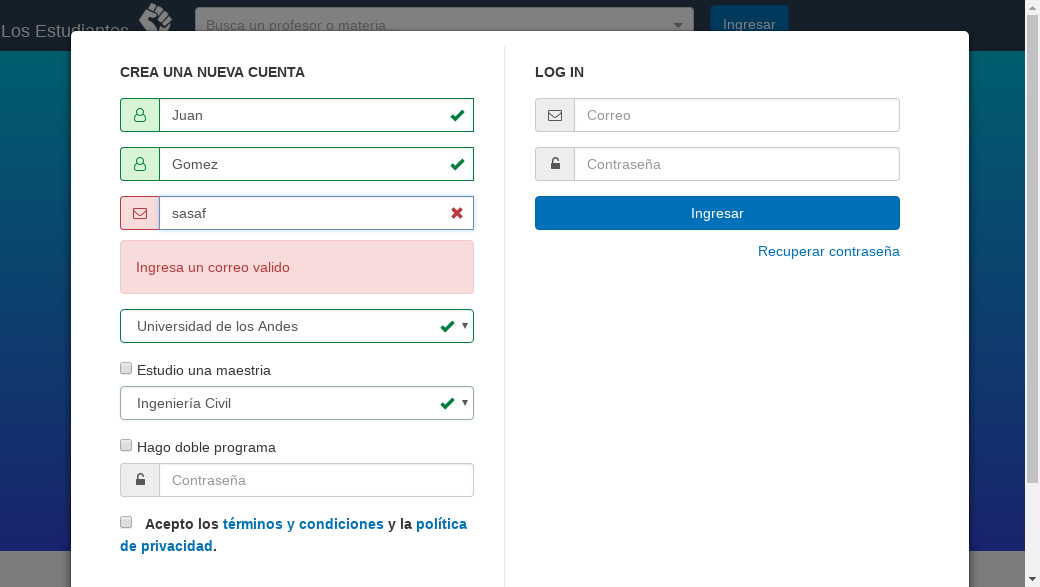 Los Estudiantes
Busca un profesor o materia...
Ingresar
CREA UNA NUEVA CUENTA
Juan
Gomez
sasaf
Ingresa un correo valido
Universidad de los Andes
Estudio una maestria
Ingeniería Civil
Hago doble programa
Contraseña
Acepto los términos y condiciones y la política
de privacidad.
LOG IN
Correo
Contraseña
Ingresar
Recuperar contraseña